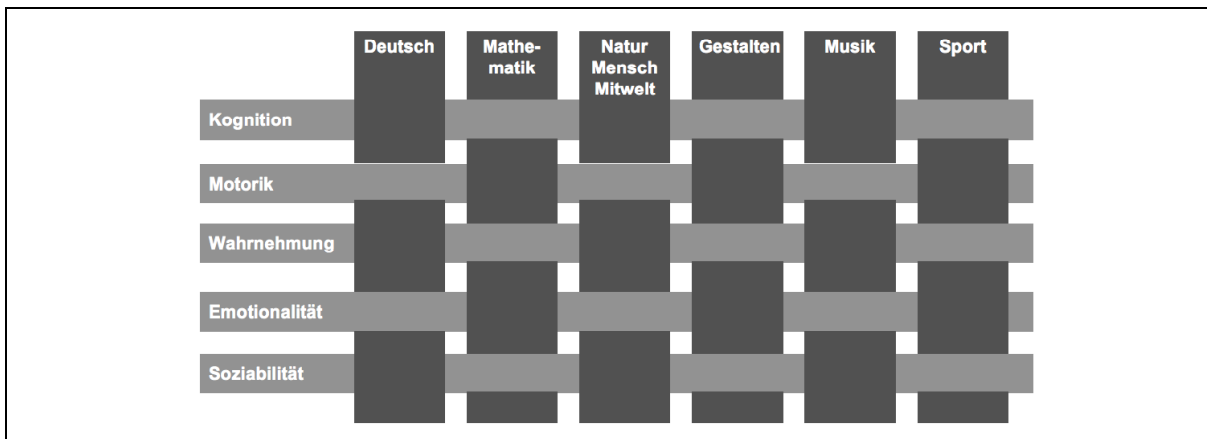 Deutsch
Mathe-
matik
Natur
Mensch
Mitwelt
Gestalten
Musik
Sport
Kognition
Motorik
Wahrnehmung
Emotionalität
Soziabilität